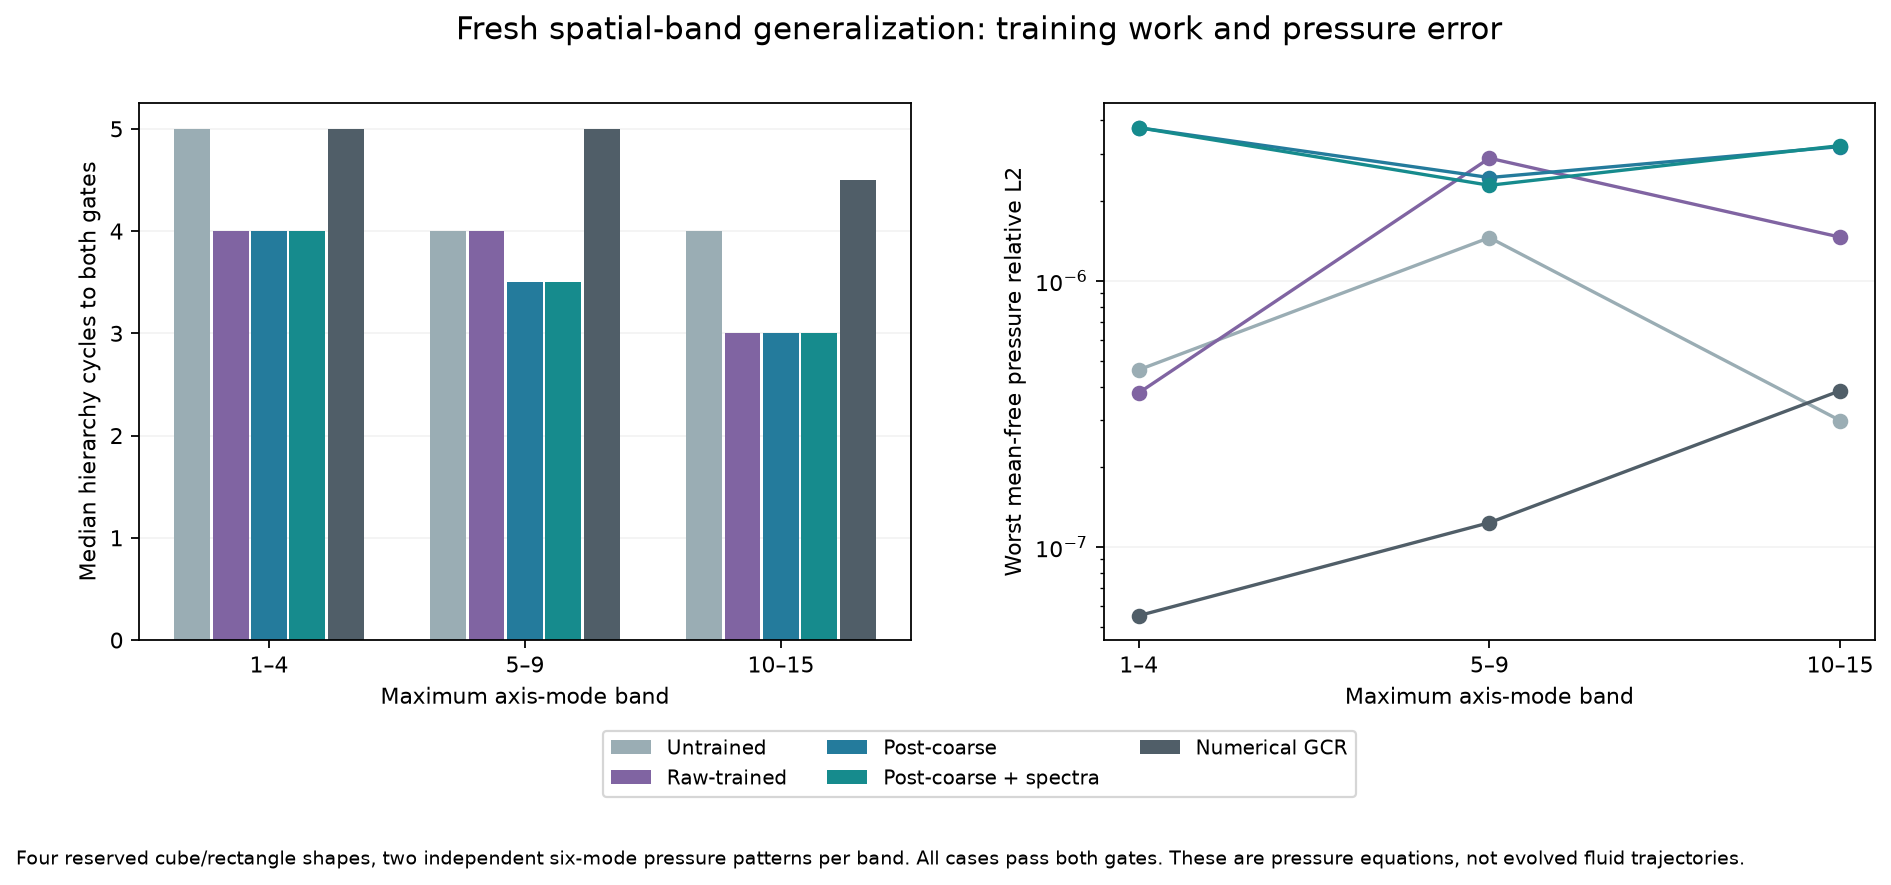 Fresh spatial-band generalization: training work and pressure error
Median hierarchy cycles to both gates
5
4
3
2
1
0
1–4
5–9
10–15
Maximum axis-mode band
Worst mean-free pressure relative L2
10⁻⁶
10⁻⁷
1–4
5–9
10–15
Maximum axis-mode band
Untrained
Raw-trained
Post-coarse
Post-coarse + spectra
Numerical GCR
Four reserved cube/rectangle shapes, two independent six-mode pressure patterns per band. All cases pass both gates. These are pressure equations, not evolved fluid trajectories.